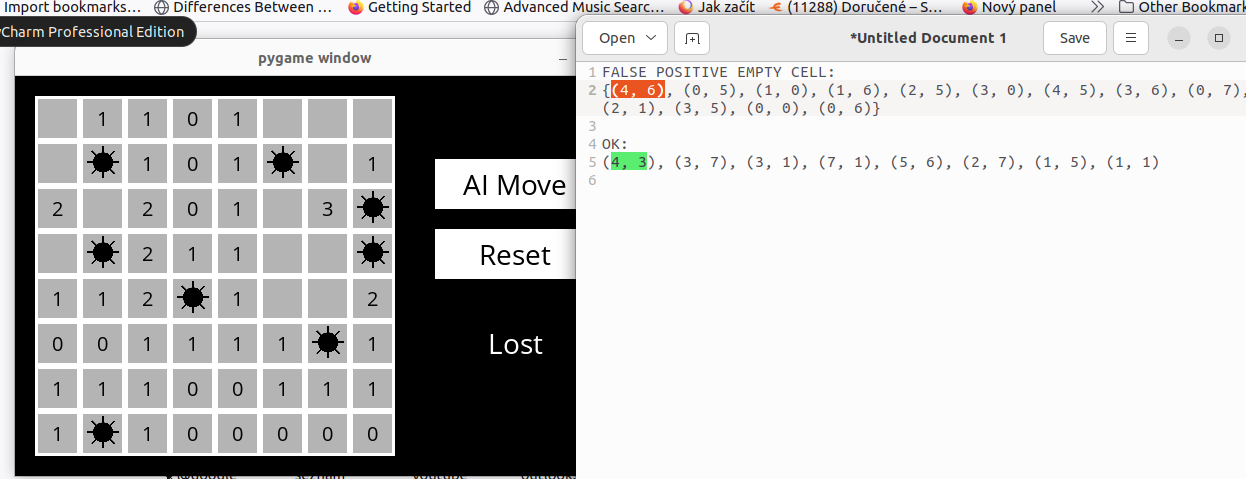 Import bookmarks… Differences Between … Getting Started Advanced Music Searc… Jak začít (11288) Doručené – S… Nový panel Other Bookmark
Charm Professional Edition
pygame window
1 1 0 1
1 0 1 1
2 2 0 1 3
2 1 1
1 1 2 1 2
0 0 1 1 1 1 1
1 1 1 0 0 1 1 1
1 1 0 0 0 0 0
AI Move
Reset
Lost
Open *Untitled Document 1 Save
1 FALSE POSITIVE EMPTY CELL:
2 {(4, 6), (0, 5), (1, 0), (1, 6), (2, 5), (3, 0), (4, 5), (3, 6), (0, 7),
(2, 1), (3, 5), (0, 0), (0, 6)}
3
4 OK:
5 (4, 3), (3, 7), (3, 1), (7, 1), (5, 6), (2, 7), (1, 5), (1, 1)
6